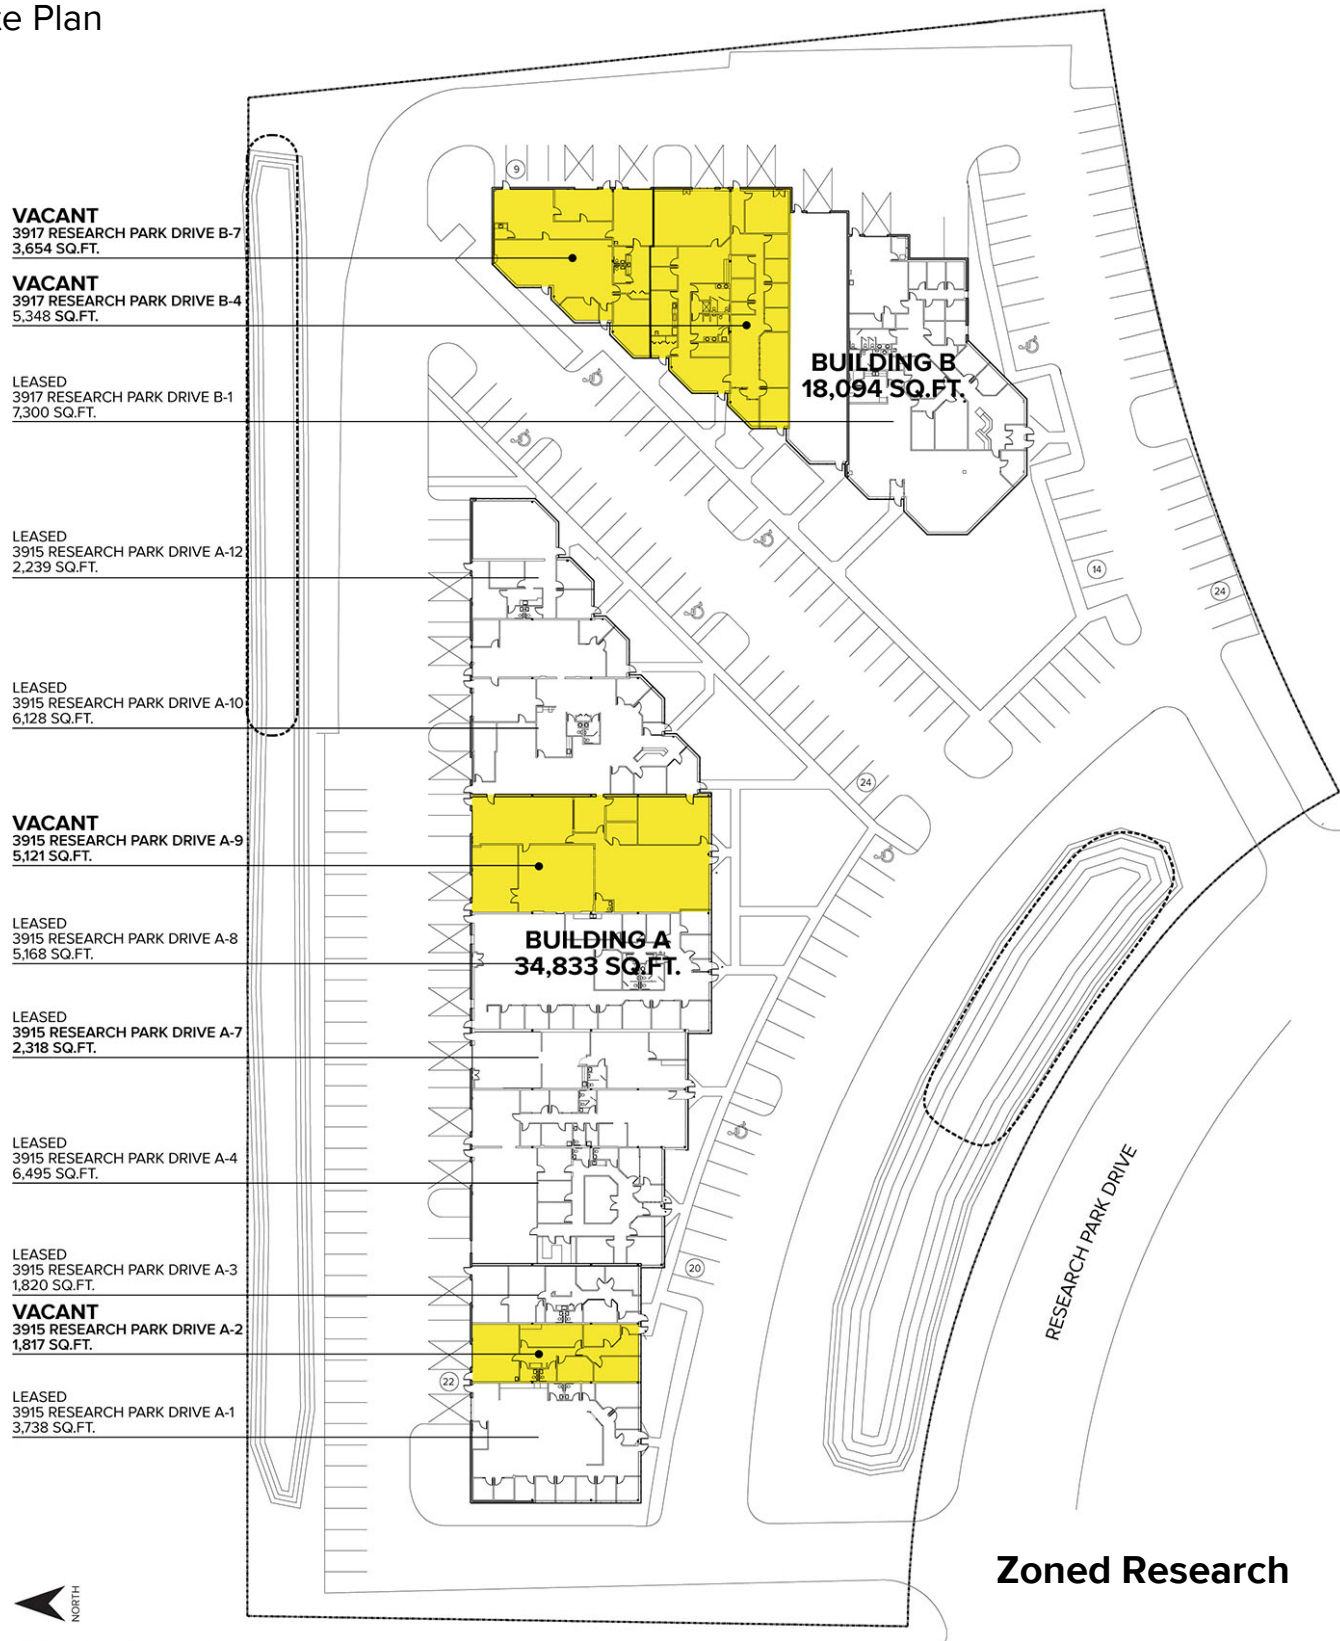 te Plan
VACANT
3917 RESEARCH PARK DRIVE B-7
3,654 SQ.FT.
VACANT
3917 RESEARCH PARK DRIVE B-4
5,348 SQ.FT.
LEASED
3917 RESEARCH PARK DRIVE B-1
7,300 SQ.FT.
LEASED
3915 RESEARCH PARK DRIVE A-12
2,239 SQ.FT.
LEASED
3915 RESEARCH PARK DRIVE A-10
6,128 SQ.FT.
VACANT
3915 RESEARCH PARK DRIVE A-9
5,121 SQ.FT.
LEASED
3915 RESEARCH PARK DRIVE A-8
5,168 SQ.FT.
LEASED
3915 RESEARCH PARK DRIVE A-7
2,318 SQ.FT.
LEASED
3915 RESEARCH PARK DRIVE A-4
6,495 SQ.FT.
LEASED
3915 RESEARCH PARK DRIVE A-3
1,820 SQ.FT.
VACANT
3915 RESEARCH PARK DRIVE A-2
1,817 SQ.FT.
LEASED
3915 RESEARCH PARK DRIVE A-1
3,738 SQ.FT.
9
BUILDING B
18,094 SQ.FT.
14
24
24
BUILDING A
34,833 SQ.FT.
20
22
RESEARCH PARK DRIVE
Zoned Research
NORTH